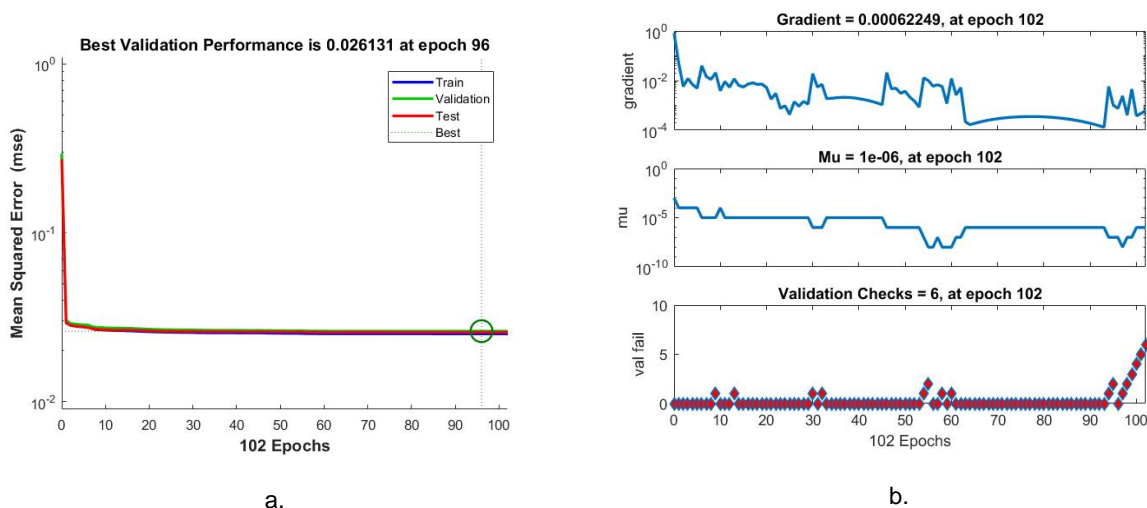 Best Validation Performance is 0.026131 at epoch 96
10^0
10^-1
10^-2
Mean Squared Error (mse)
Train
Validation
Test
Best
0 10 20 30 40 50 60 70 80 90 100
102 Epochs
a.
Gradient = 0.00062249, at epoch 102
10^0
10^-2
10^-4
gradient
Mu = 1e-06, at epoch 102
10^0
10^-5
10^-10
mu
Validation Checks = 6, at epoch 102
10
5
0
val fail
0 10 20 30 40 50 60 70 80 90 100
102 Epochs
b.